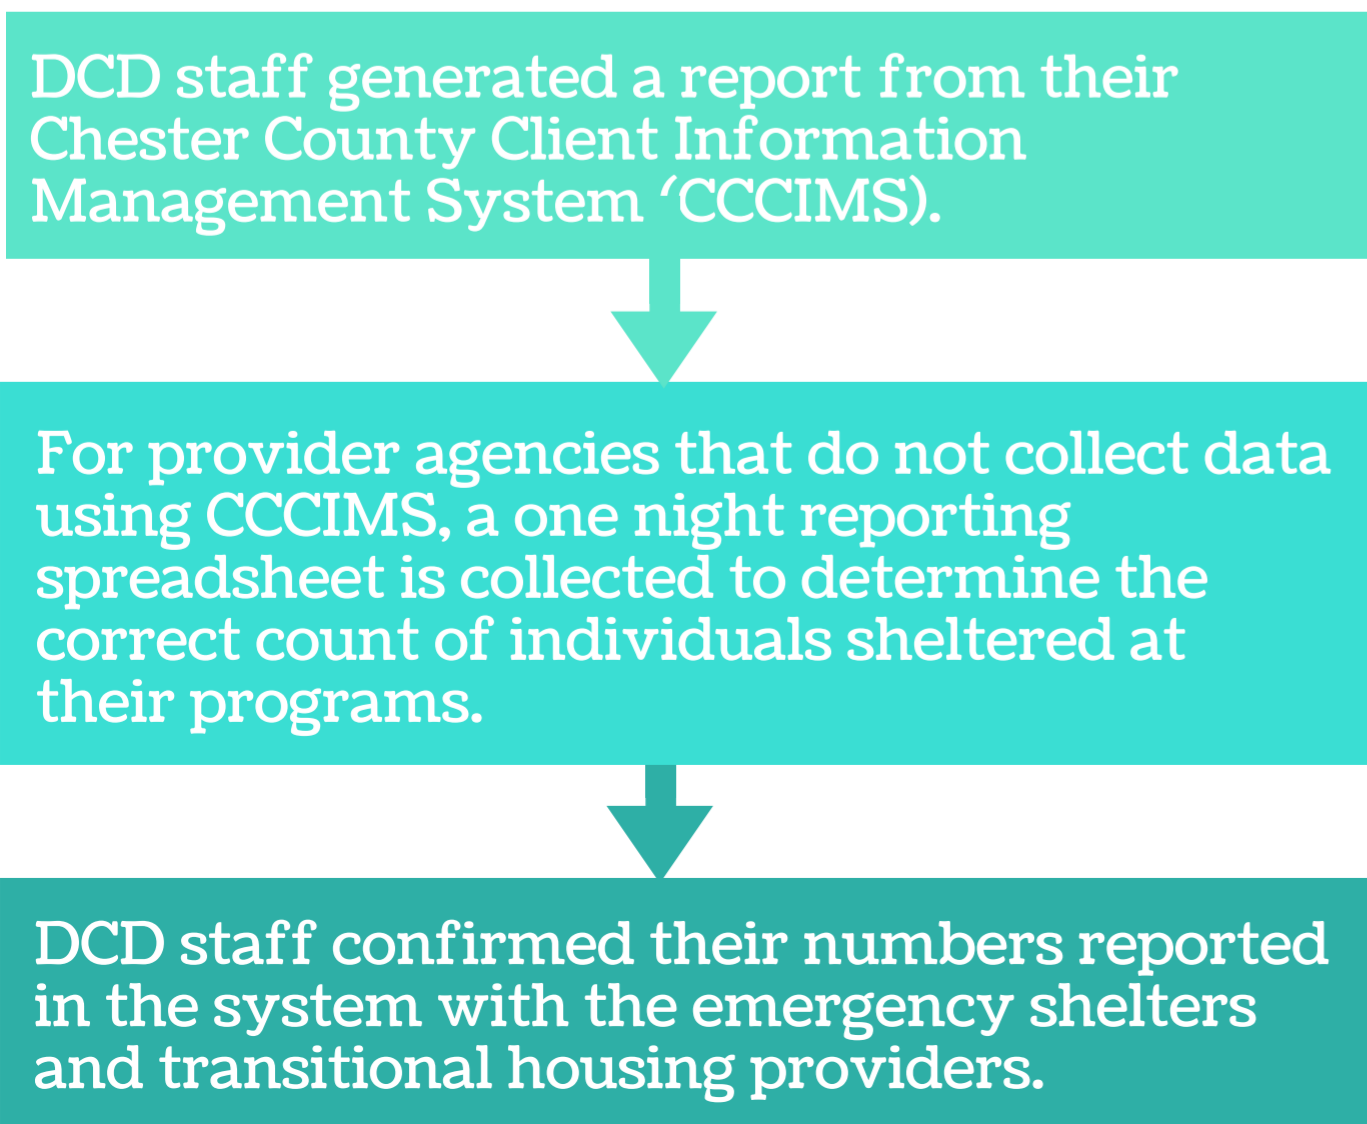 DCD staff generated a report from their
Chester County Client Information
Management System ‘CCCIMS).
For provider agencies that do not collect data
using CCCIMS, a one night reporting
spreadsheet is collected to determine the
correct count of individuals sheltered at
their programs.
DCD staff confirmed their numbers reported
in the system with the emergency shelters
and transitional housing providers.